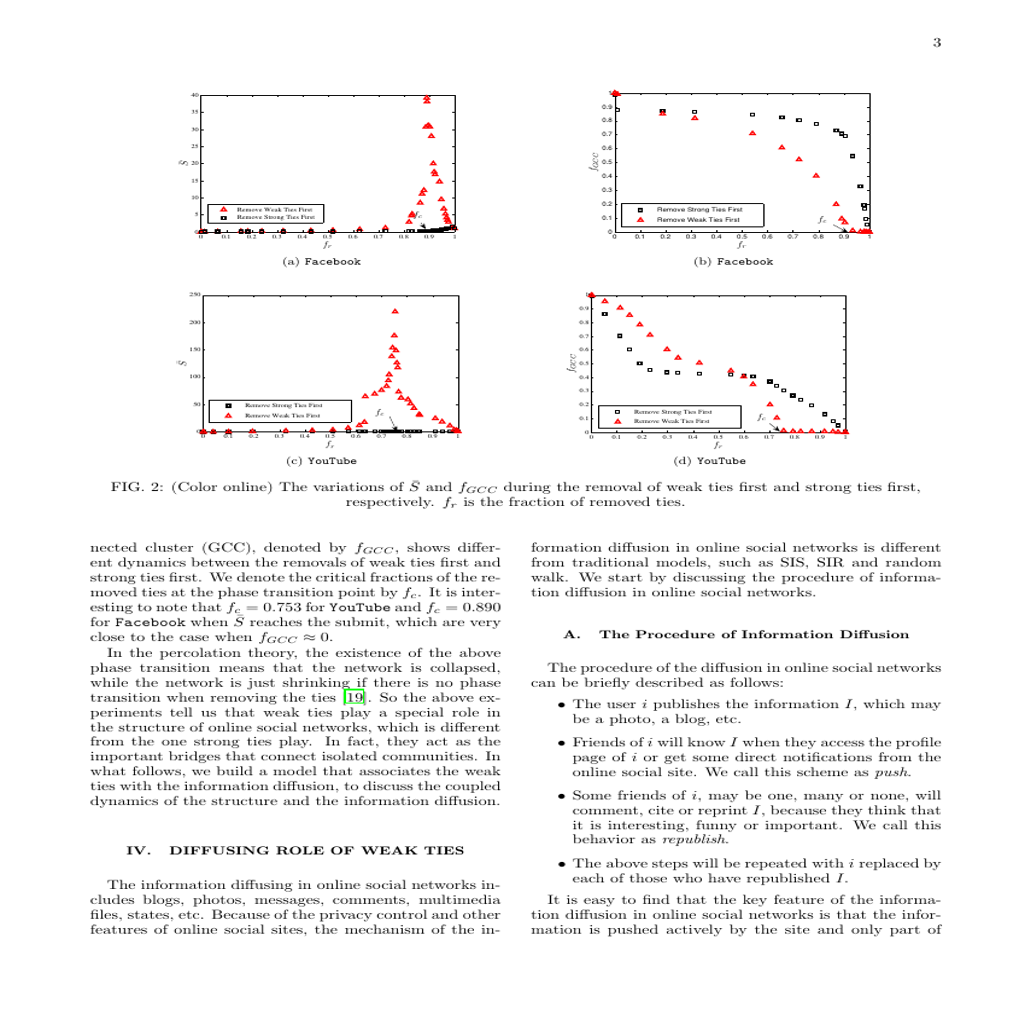 3
40
35
30
25
20
15
10
5
0
S̄
Remove Weak Ties First
Remove Strong Ties First
f_c
0 0.1 0.2 0.3 0.4 0.5 0.6 0.7 0.8 0.9 1
f_r
(a) Facebook
1
0.9
0.8
0.7
0.6
0.5
0.4
0.3
0.2
0.1
0
f_GCC
Remove Strong Ties First
Remove Weak Ties First
f_c
0 0.1 0.2 0.3 0.4 0.5 0.6 0.7 0.8 0.9 1
f_r
(b) Facebook
250
200
150
100
50
0
S̄
Remove Strong Ties First
Remove Weak Ties First
f_c
0 0.1 0.2 0.3 0.4 0.5 0.6 0.7 0.8 0.9 1
f_r
(c) YouTube
1
0.9
0.8
0.7
0.6
0.5
0.4
0.3
0.2
0.1
0
f_GCC
Remove Strong Ties First
Remove Weak Ties First
f_c
0 0.1 0.2 0.3 0.4 0.5 0.6 0.7 0.8 0.9 1
f_r
(d) YouTube
FIG. 2: (Color online) The variations of S̄ and f_GCC during the removal of weak ties first and strong ties first,
respectively. f_r is the fraction of removed ties.
nected cluster (GCC), denoted by f_GCC, shows differ-
ent dynamics between the removals of weak ties first and
strong ties first. We denote the critical fractions of the re-
moved ties at the phase transition point by f_c. It is inter-
esting to note that f_c = 0.753 for YouTube and f_c = 0.890
for Facebook when S̄ reaches the submit, which are very
close to the case when f_GCC ≈ 0.
In the percolation theory, the existence of the above
phase transition means that the network is collapsed,
while the network is just shrinking if there is no phase
transition when removing the ties [19]. So the above ex-
periments tell us that weak ties play a special role in
the structure of online social networks, which is different
from the one strong ties play. In fact, they act as the
important bridges that connect isolated communities. In
what follows, we build a model that associates the weak
ties with the information diffusion, to discuss the coupled
dynamics of the structure and the information diffusion.
IV. DIFFUSING ROLE OF WEAK TIES
The information diffusing in online social networks in-
cludes blogs, photos, messages, comments, multimedia
files, states, etc. Because of the privacy control and other
features of online social sites, the mechanism of the in-
formation diffusion in online social networks is different
from traditional models, such as SIS, SIR and random
walk. We start by discussing the procedure of informa-
tion diffusion in online social networks.
A. The Procedure of Information Diffusion
The procedure of the diffusion in online social networks
can be briefly described as follows:
• The user i publishes the information I, which may
be a photo, a blog, etc.
• Friends of i will know I when they access the profile
page of i or get some direct notifications from the
online social site. We call this scheme as push.
• Some friends of i, may be one, many or none, will
comment, cite or reprint I, because they think that
it is interesting, funny or important. We call this
behavior as republish.
• The above steps will be repeated with i replaced by
each of those who have republished I.
It is easy to find that the key feature of the informa-
tion diffusion in online social networks is that the infor-
mation is pushed actively by the site and only part of